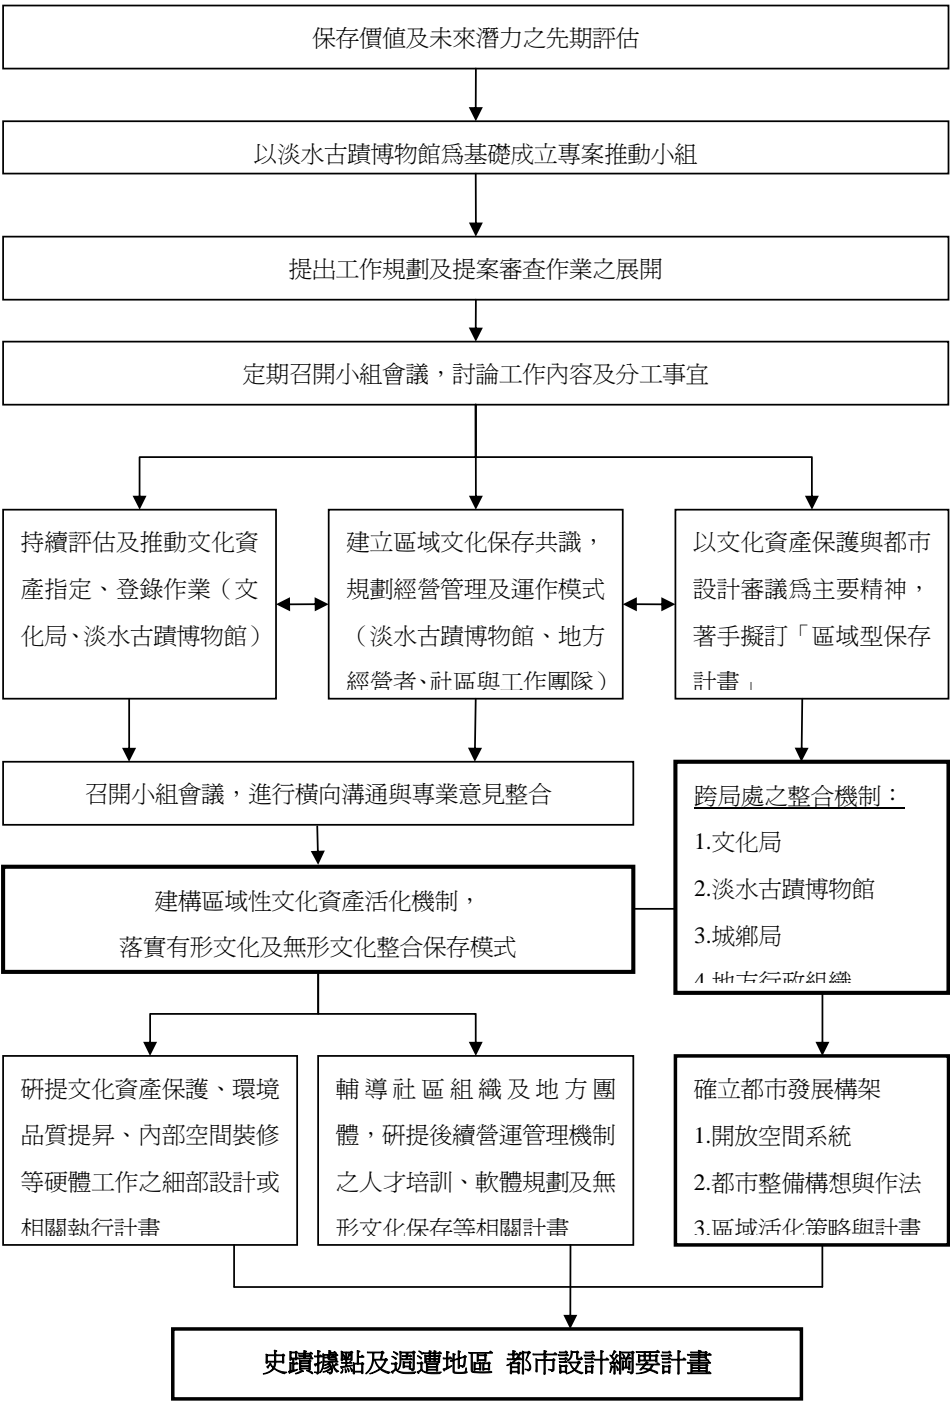 保存價值及未來潛力之先期評估
以淡水古蹟博物館為基礎成立專案推動小組
提出工作規劃及提案審查作業之展開
定期召開小組會議，討論工作內容及分工事宜
持續評估及推動文化資
產指定、登錄作業（文
化局、淡水古蹟博物館）
建立區域文化保存共識，
規劃經營管理及運作模式
（淡水古蹟博物館、地方
經營者、社區與工作團隊）
以文化資產保護與都市
設計審議為主要精神，
著手擬訂「區域型保存
計畫」
召開小組會議，進行橫向溝通與專業意見整合
跨局處之整合機制：
1.文化局
2.淡水古蹟博物館
3.城鄉局
4.地方行政組織
建構區域性文化資產活化機制，
落實有形文化及無形文化整合保存模式
研提文化資產保護、環境
品質提昇、內部空間裝修
等硬體工作之細部設計或
相關執行計畫
輔導社區組織及地方團
體，研提後續營運管理機制
之人才培訓、軟體規劃及無
形文化保存等相關計畫
確立都市發展構架
1.開放空間系統
2.都市整備構想與作法
3.區域活化策略與計畫
史蹟據點及週遭地區 都市設計綱要計畫